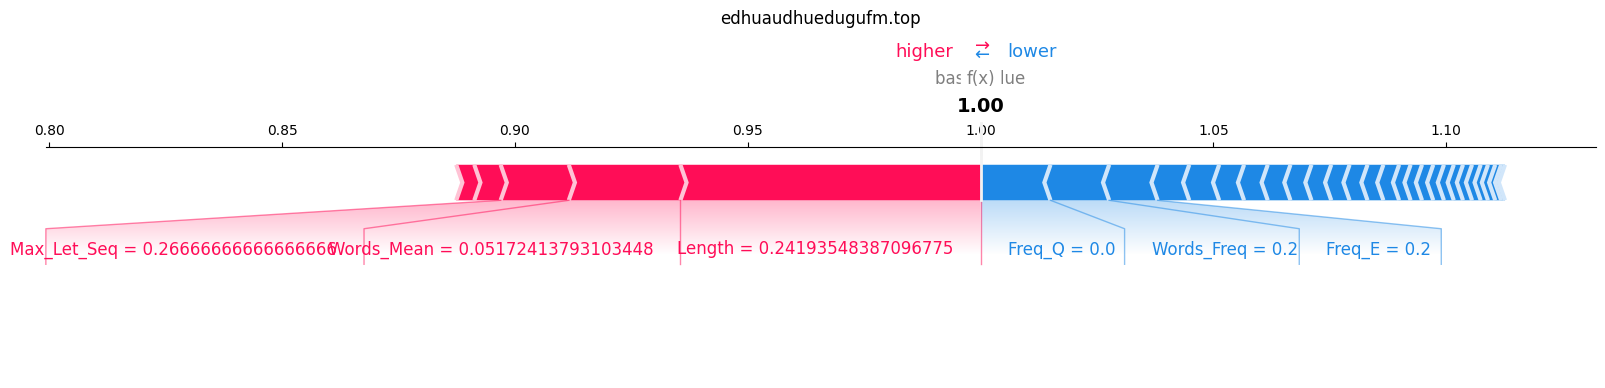 edhuaudhuedugufm.top
higher ⇄ lower
bas f(x) lue
1.00
0.80 0.85 0.90 0.95 1.00 1.05 1.10
Max_Let_Seq = 0.26666666666666666 Words_Mean = 0.05172413793103448 Length = 0.24193548387096775 Freq_Q = 0.0 Words_Freq = 0.2 Freq_E = 0.2